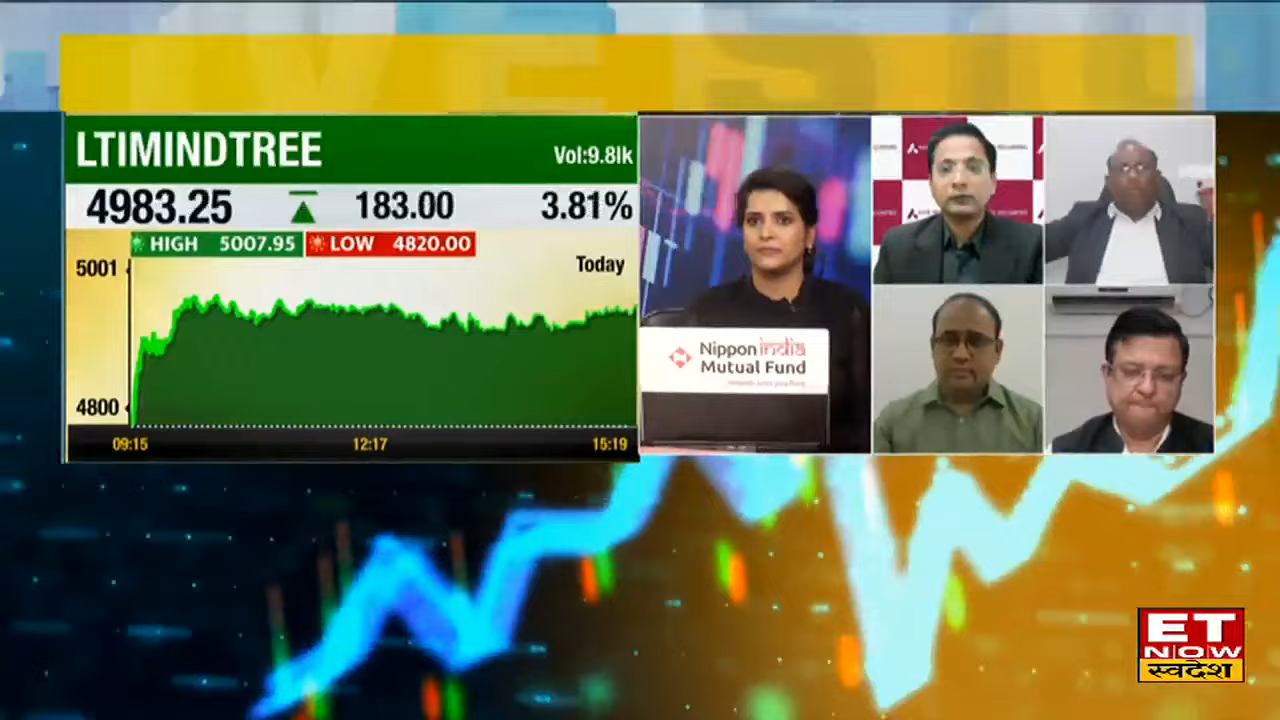 LTIMINDTREE
Vol:9.8lk
4983.25
183.00
3.81%
HIGH 5007.95
LOW 4820.00
Today
5001
4800
09:15
12:17
15:19
Nippon india
Mutual Fund
ET
NOW
स्वदेश